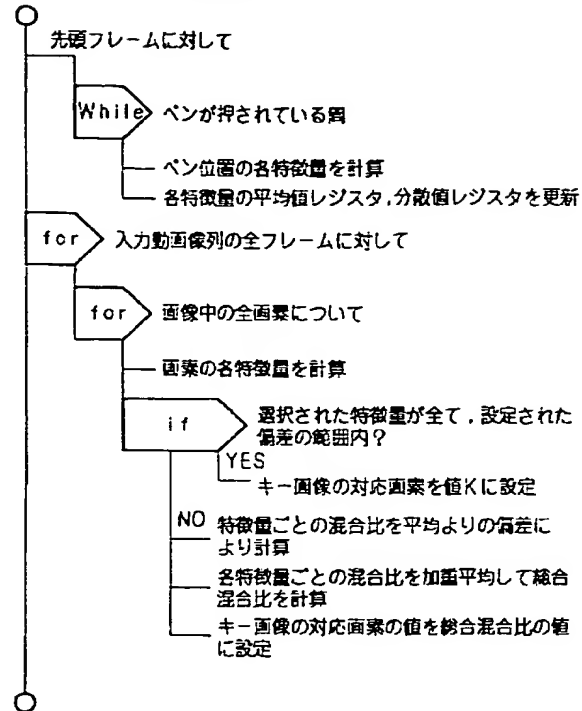 先頭フレームに対して
While ペンが押されている間
ペン位置の各特徴量を計算
各特徴量の平均値レジスタ,分散値レジスタを更新
for 入力動画像列の全フレームに対して
for 画像中の全画素について
画素の各特徴量を計算
if 選択された特徴量が全て,設定された
偏差の範囲内?
YES
キー画像の対応画素を値Kに設定
NO 特徴量ごとの混合比を平均よりの偏差に
より計算
各特徴量ごとの混合比を加重平均して総合
混合比を計算
キー画像の対応画素の値を総合混合比の値
に設定